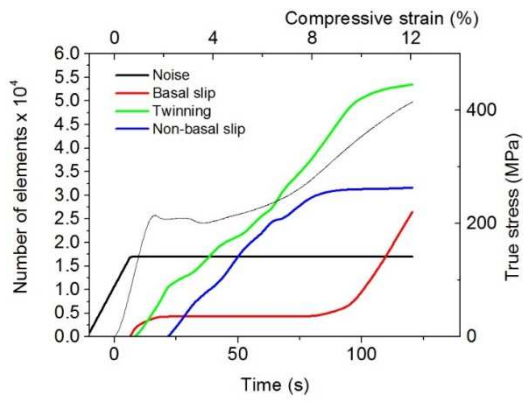 Compressive strain (%)
0 4 8 12
6.0
5.5
5.0
4.5
4.0
3.5
3.0
2.5
2.0
1.5
1.0
0.5
0.0
Number of elements x 10⁴
Noise
Basal slip
Twinning
Non-basal slip
400
200
0
True stress (MPa)
0 50 100
Time (s)